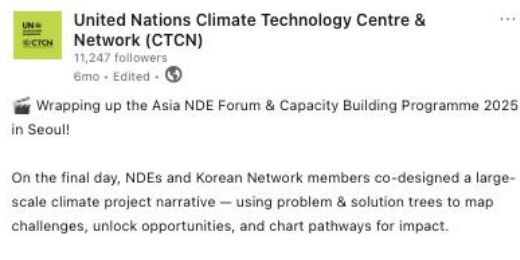 UN
CTCN
United Nations Climate Technology Centre &
Network (CTCN)
11,247 followers
6mo • Edited •
🎬 Wrapping up the Asia NDE Forum & Capacity Building Programme 2025
in Seoul!
On the final day, NDEs and Korean Network members co-designed a large-
scale climate project narrative — using problem & solution trees to map
challenges, unlock opportunities, and chart pathways for impact.